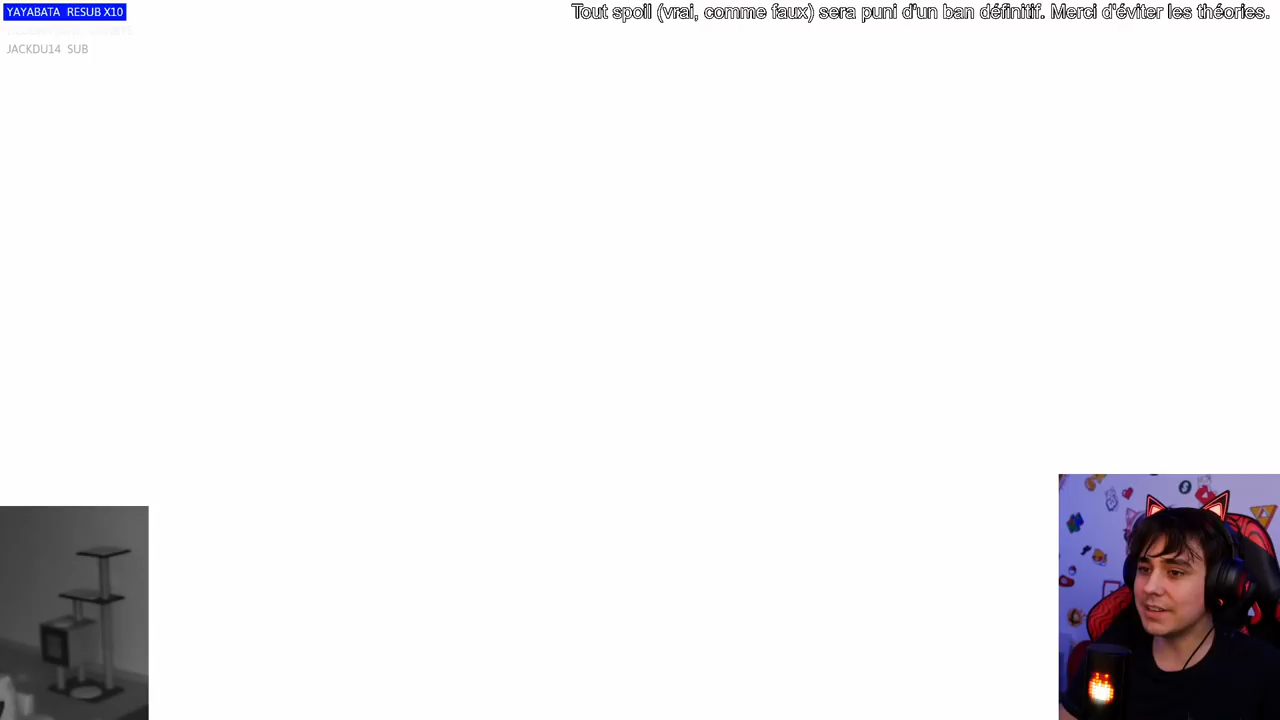 YAYABATA RESUB X10
Tout spoil (vrai, comme faux) sera puni d'un ban définitif. Merci d'éviter les théories.
JACKDU14 SUB